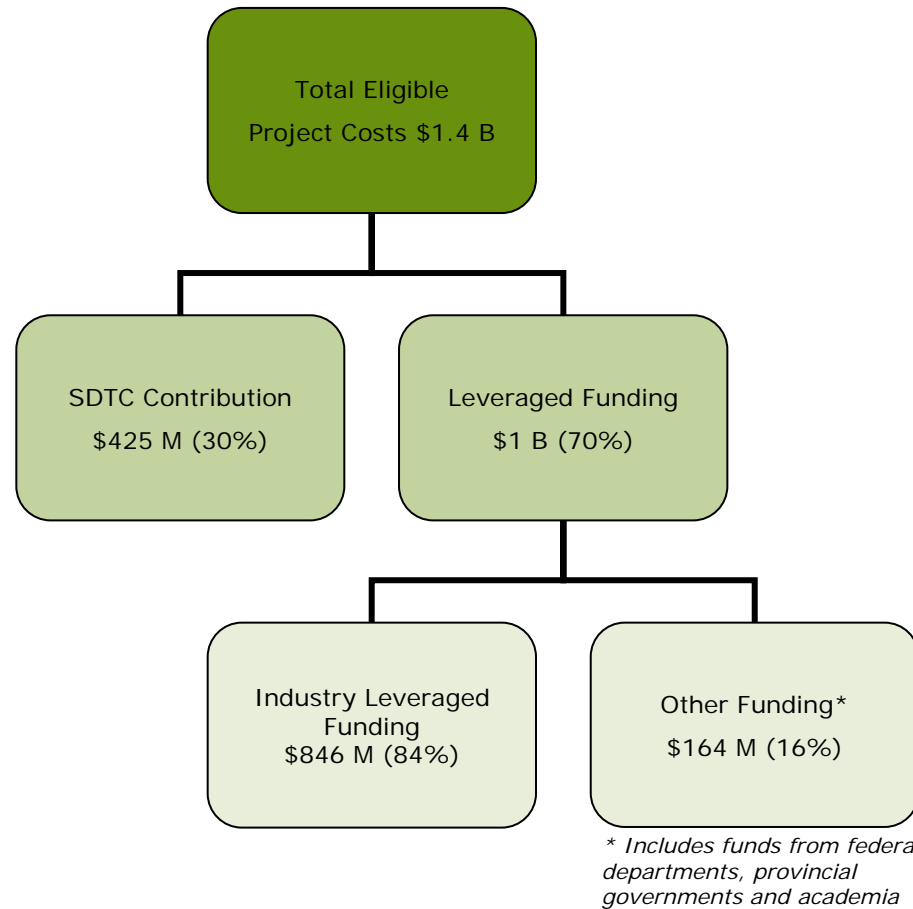 Total Eligible
Project Costs $1.4 B
SDTC Contribution
$425 M (30%)
Leveraged Funding
$1 B (70%)
Industry Leveraged
Funding
$846 M (84%)
Other Funding*
$164 M (16%)
* Includes funds from federa
departments, provincial
governments and academia